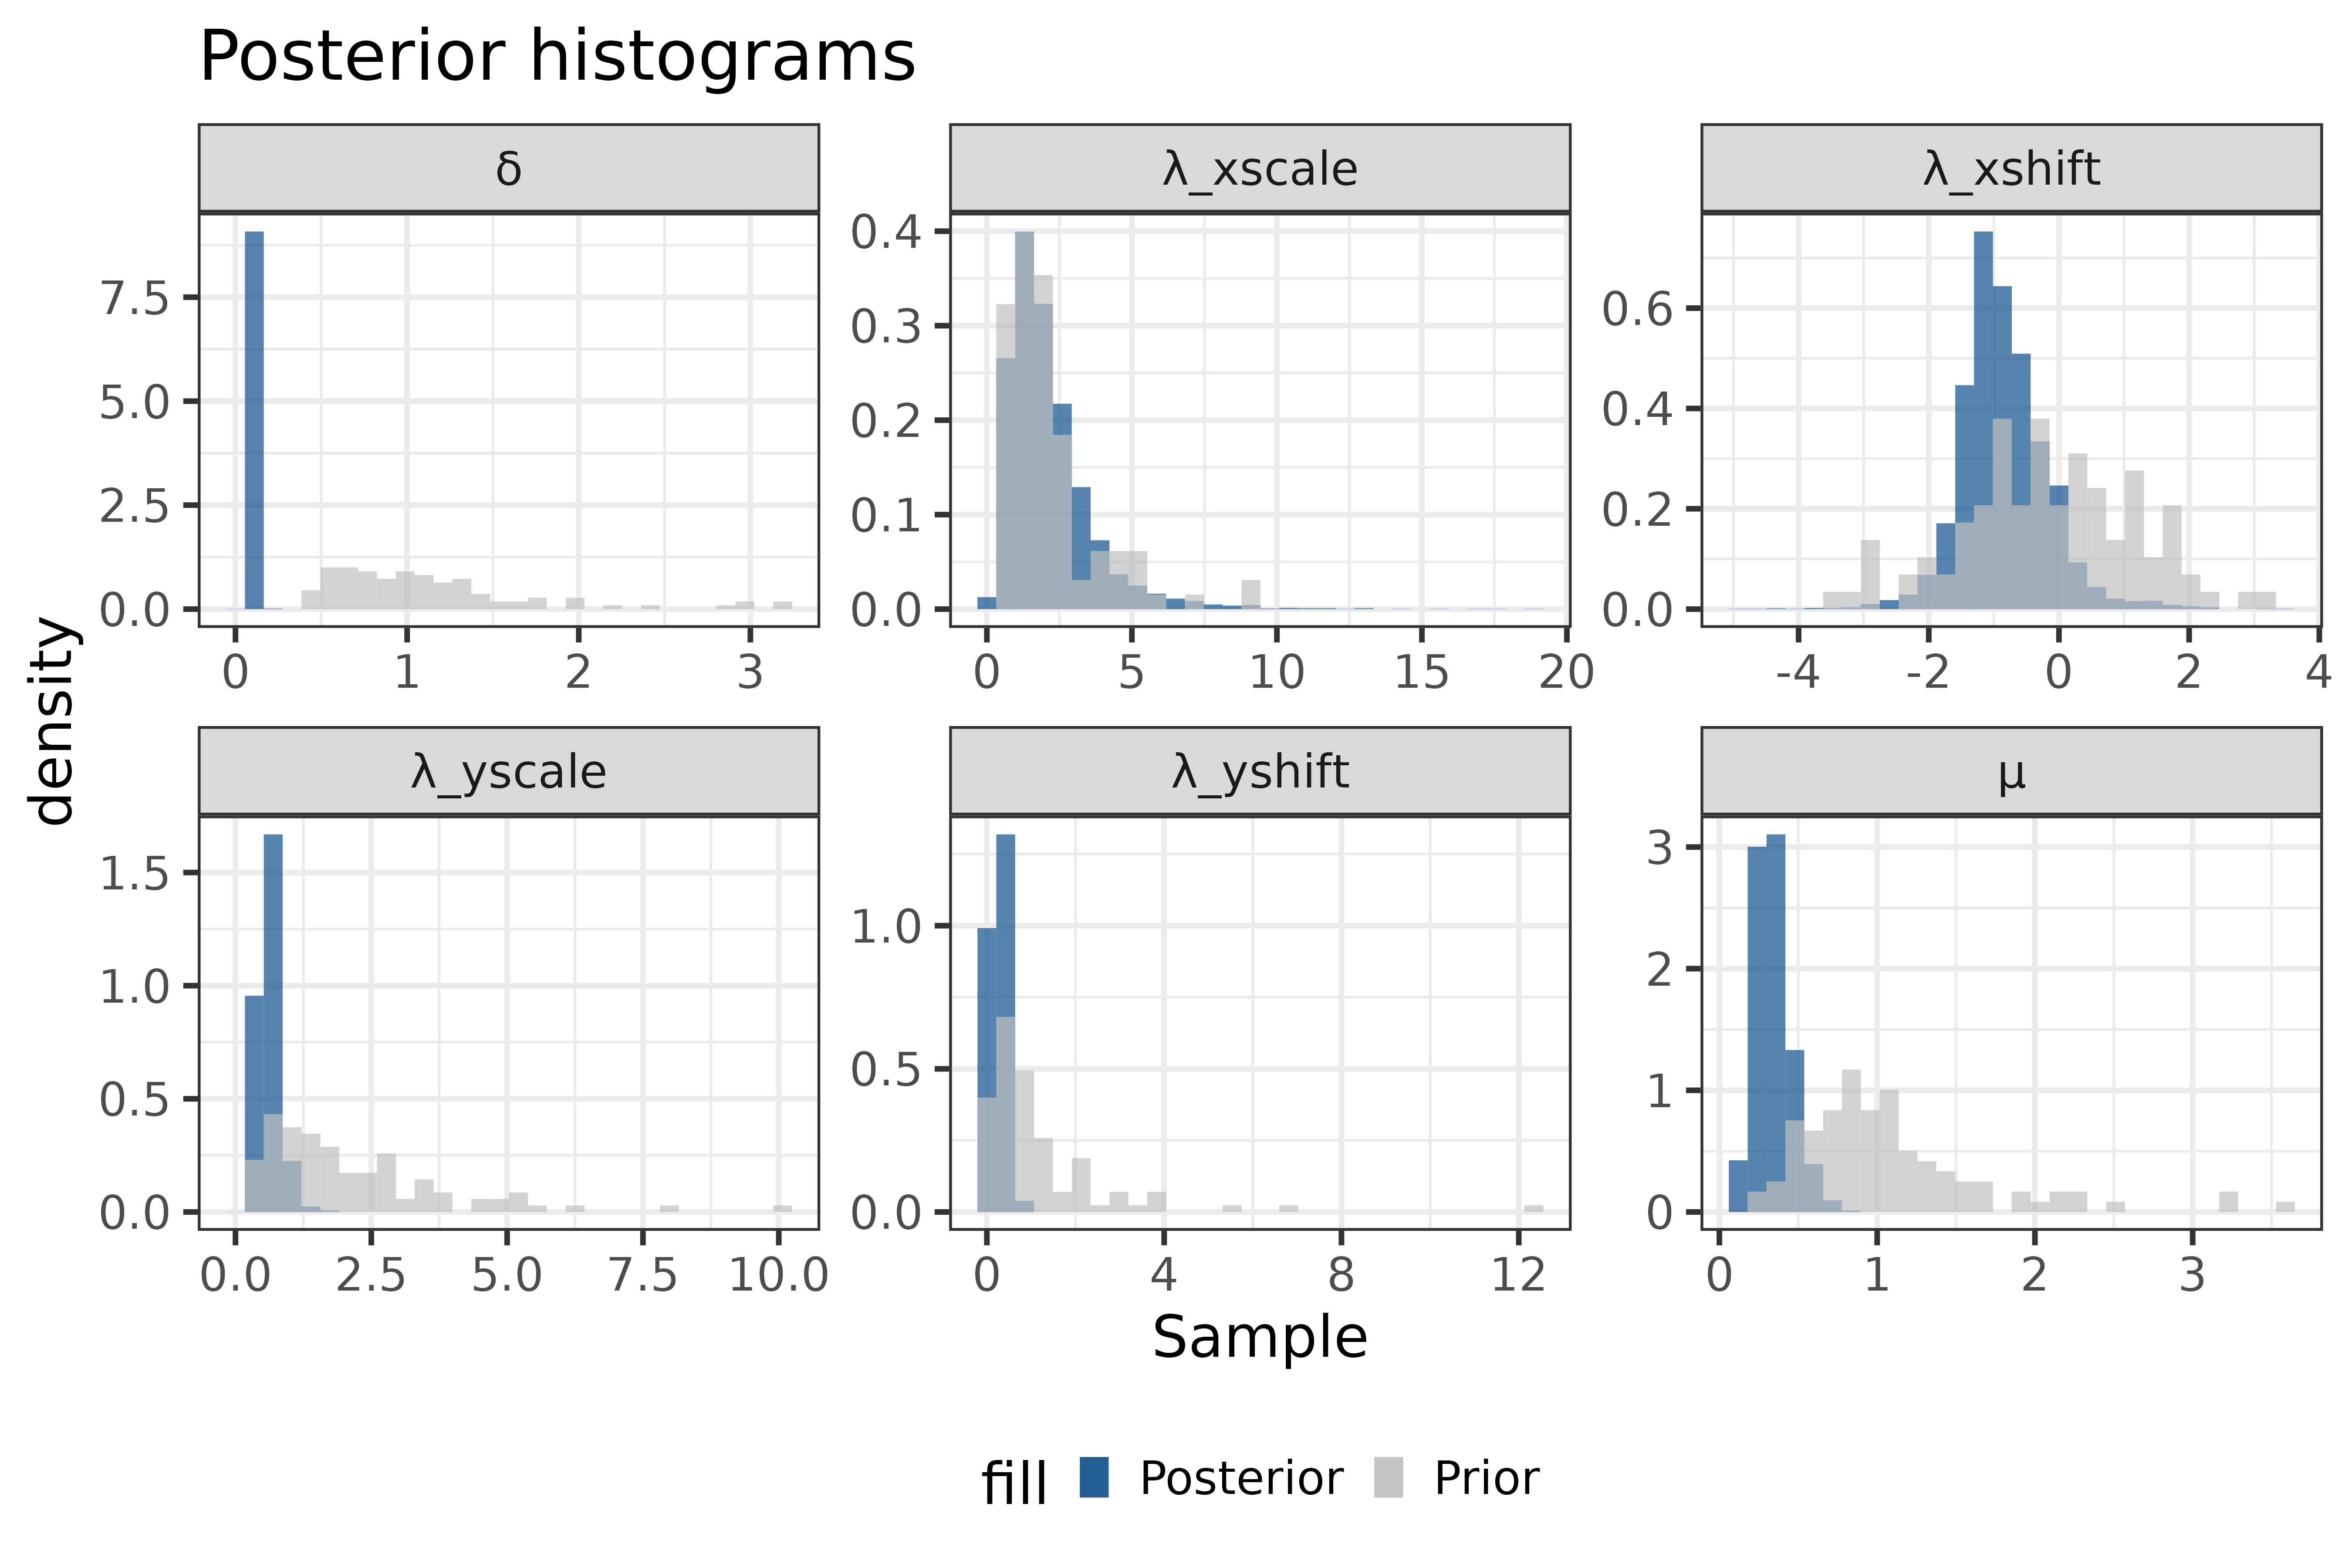 Posterior histograms
δ
λ_xscale
λ_xshift
7.5
5.0
2.5
0.0
0 1 2 3
0.4
0.3
0.2
0.1
0.0
0 5 10 15 20
0.6
0.4
0.2
0.0
-4 -2 0 2 4
density
λ_yscale
λ_yshift
μ
1.5
1.0
0.5
0.0
0.0 2.5 5.0 7.5 10.0
1.0
0.5
0.0
0 4 8 12
3
2
1
0
0 1 2 3
Sample
fill Posterior Prior